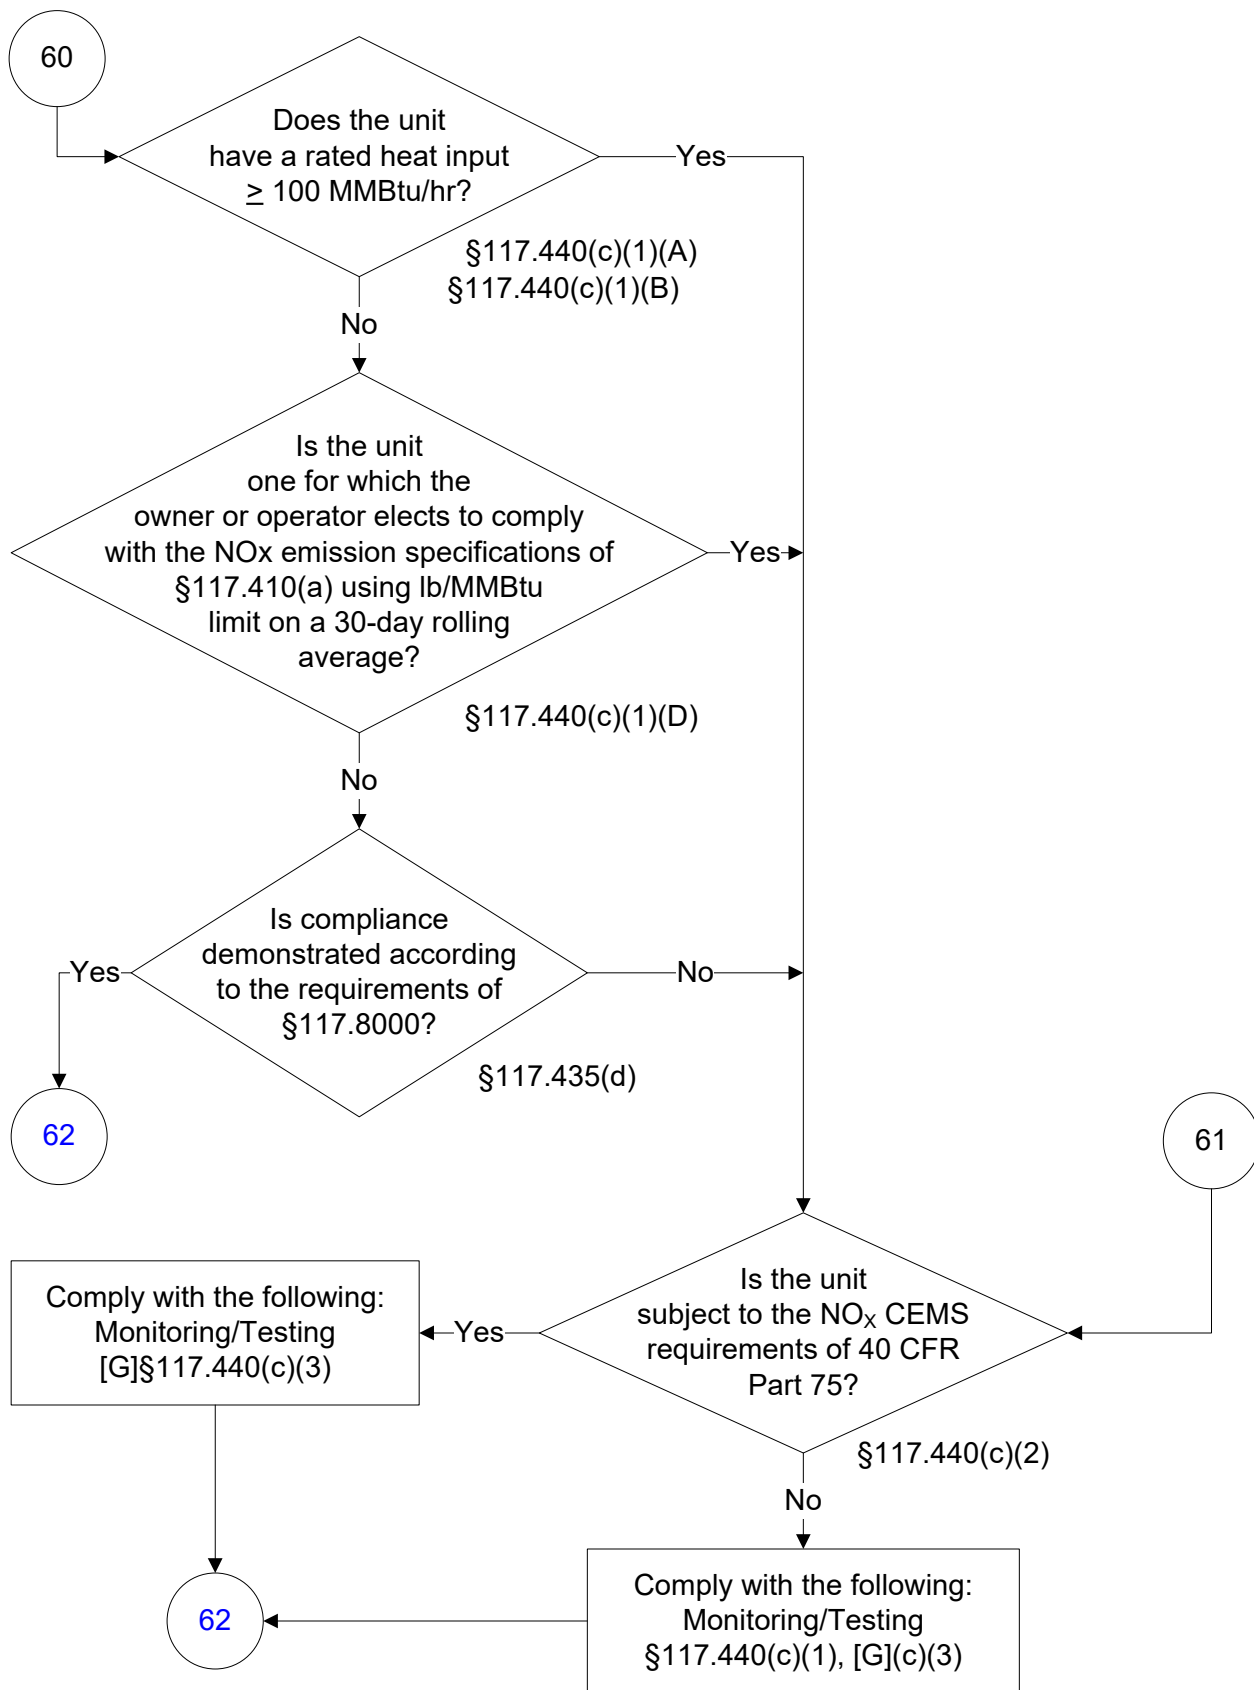 60
Does the unit
have a rated heat input
≥ 100 MMBtu/hr?
Yes
§117.440(c)(1)(A)
§117.440(c)(1)(B)
No
Is the unit
one for which the
owner or operator elects to comply
with the NOx emission specifications of
§117.410(a) using lb/MMBtu
limit on a 30-day rolling
average?
Yes
§117.440(c)(1)(D)
No
Is compliance
demonstrated according
to the requirements of
§117.8000?
Yes
No
§117.435(d)
62
61
Is the unit
subject to the NOX CEMS
requirements of 40 CFR
Part 75?
Yes
Comply with the following:
Monitoring/Testing
[G]§117.440(c)(3)
§117.440(c)(2)
No
Comply with the following:
Monitoring/Testing
§117.440(c)(1), [G](c)(3)
62